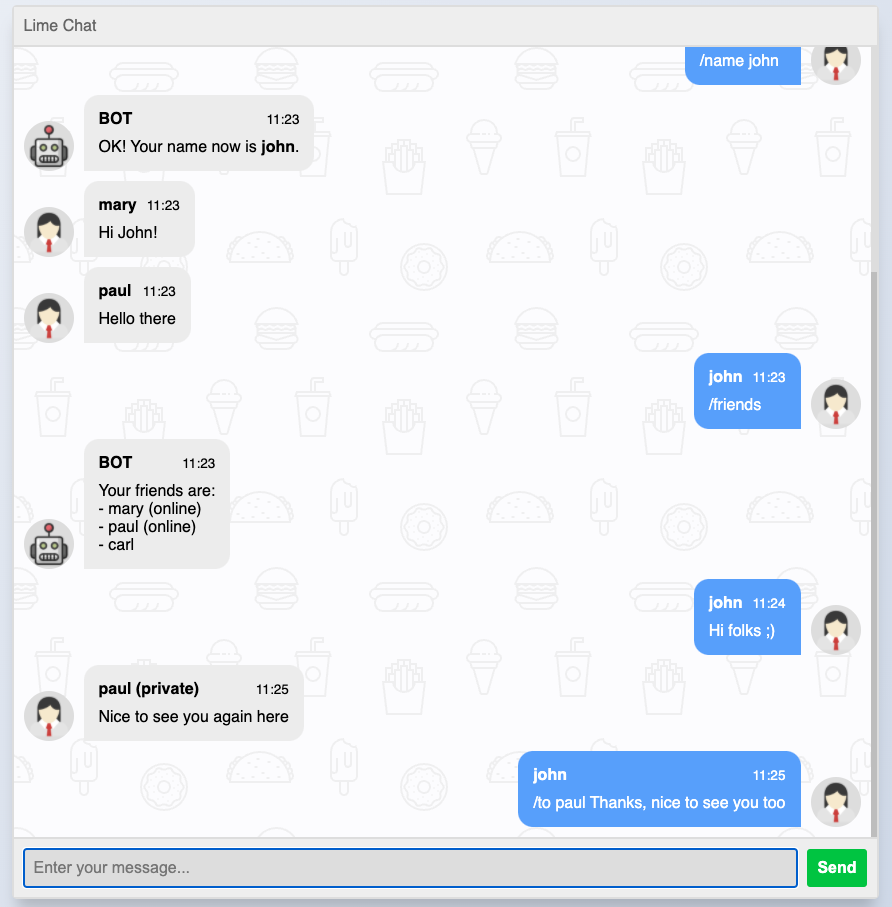 Lime Chat
/name john
BOT 11:23
OK! Your name now is john.
mary 11:23
Hi John!
paul 11:23
Hello there
john 11:23
/friends
BOT 11:23
Your friends are:
- mary (online)
- paul (online)
- carl
john 11:24
Hi folks ;)
paul (private) 11:25
Nice to see you again here
john 11:25
/to paul Thanks, nice to see you too
Enter your message... Send